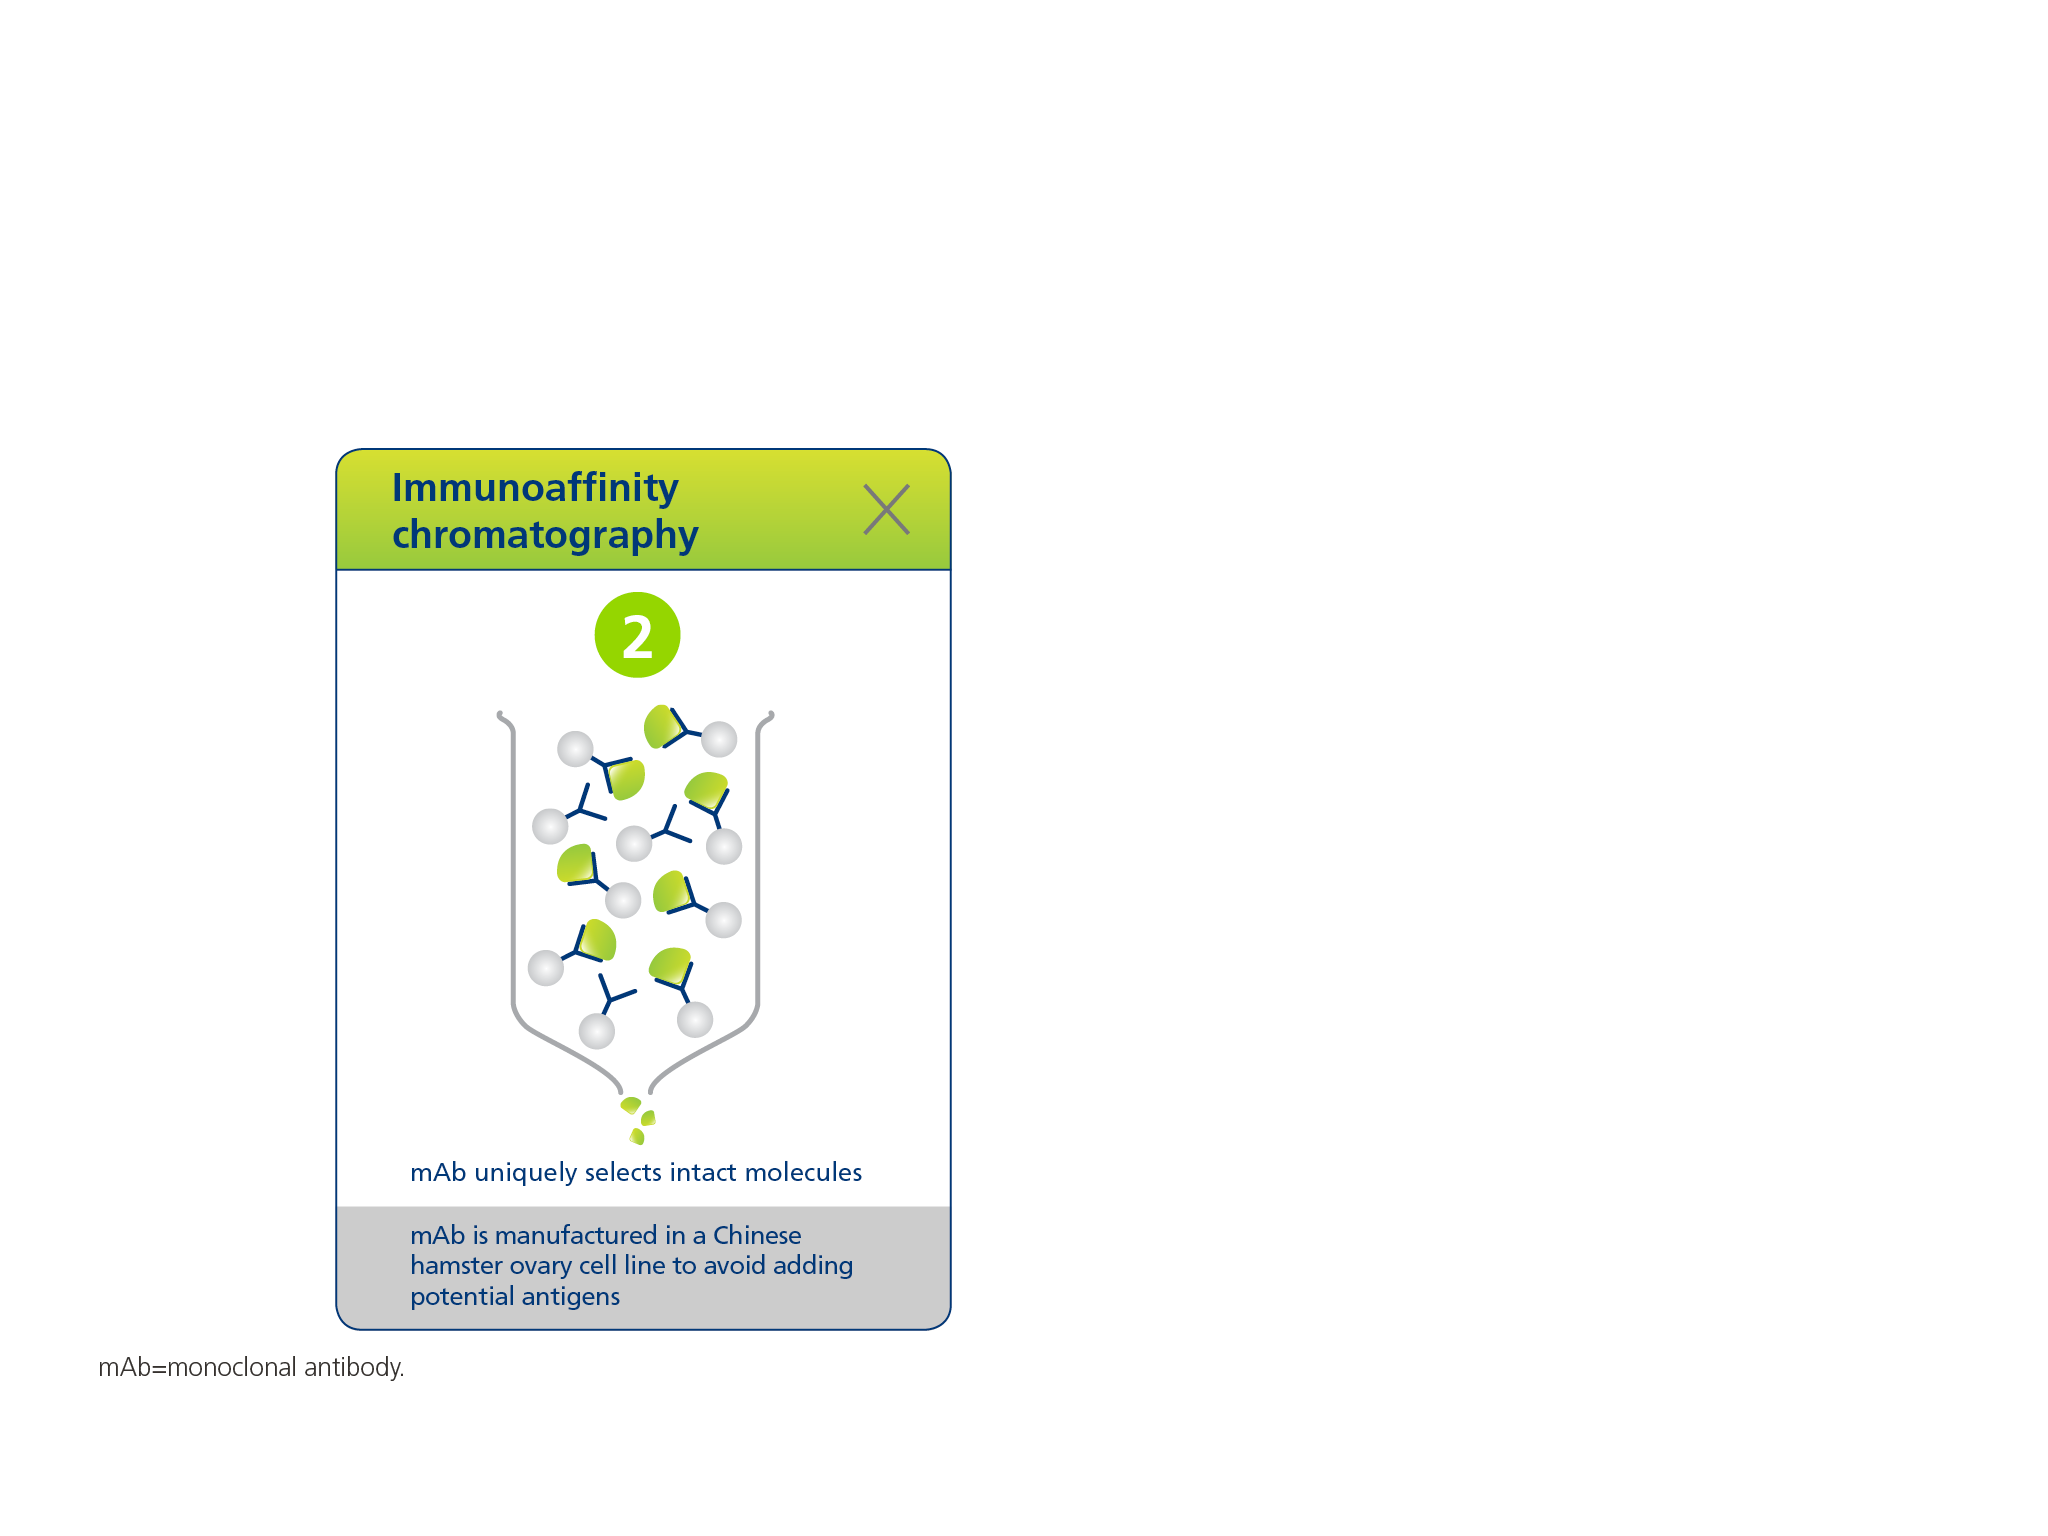 Immunoaffinity
chromatography
2
mAb uniquely selects intact molecules
mAb is manufactured in a Chinese
hamster ovary cell line to avoid adding
potential antigens
mAb=monoclonal antibody.